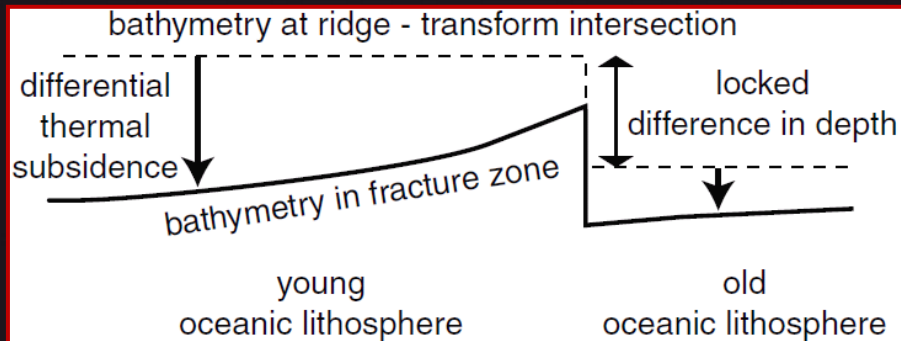 bathymetry at ridge - transform intersection
differential
thermal
subsidence
locked
difference in depth
bathymetry in fracture zone
young
oceanic lithosphere
old
oceanic lithosphere